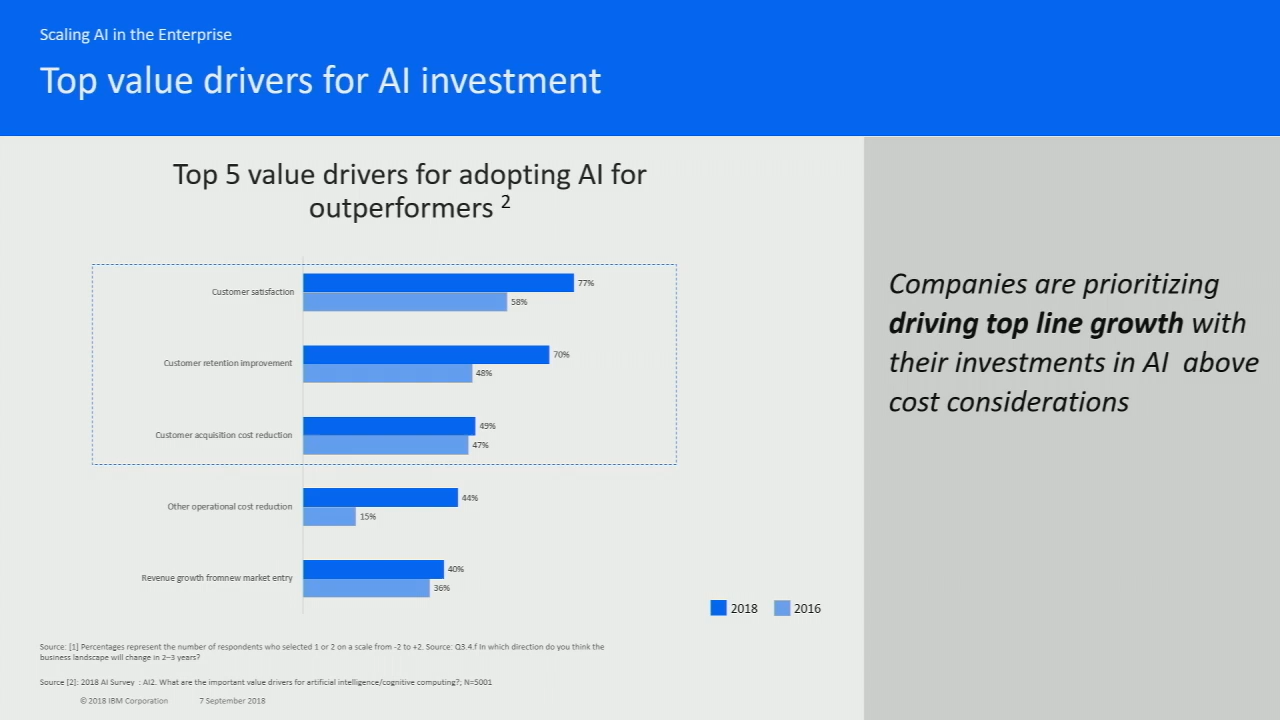 Scaling AI in the Enterprise
Top value drivers for AI investment
Top 5 value drivers for adopting AI for
outperformers 2
Customer satisfaction
77%
58%
Customer retention improvement
70%
48%
Customer acquisition cost reduction
49%
47%
Other operational cost reduction
44%
15%
Revenue growth fromnew market entry
40%
36%
2018 2016
Companies are prioritizing
driving top line growth with
their investments in AI above
cost considerations
Source: [1] Percentages represent the number of respondents who selected 1 or 2 on a scale from -2 to +2. Source: Q3.4.f In which direction do you think the
business landscape will change in 2–3 years?
Source [2]: 2018 AI Survey : AI2. What are the important value drivers for artificial intelligence/cognitive computing?; N=5001
© 2018 IBM Corporation 7 September 2018